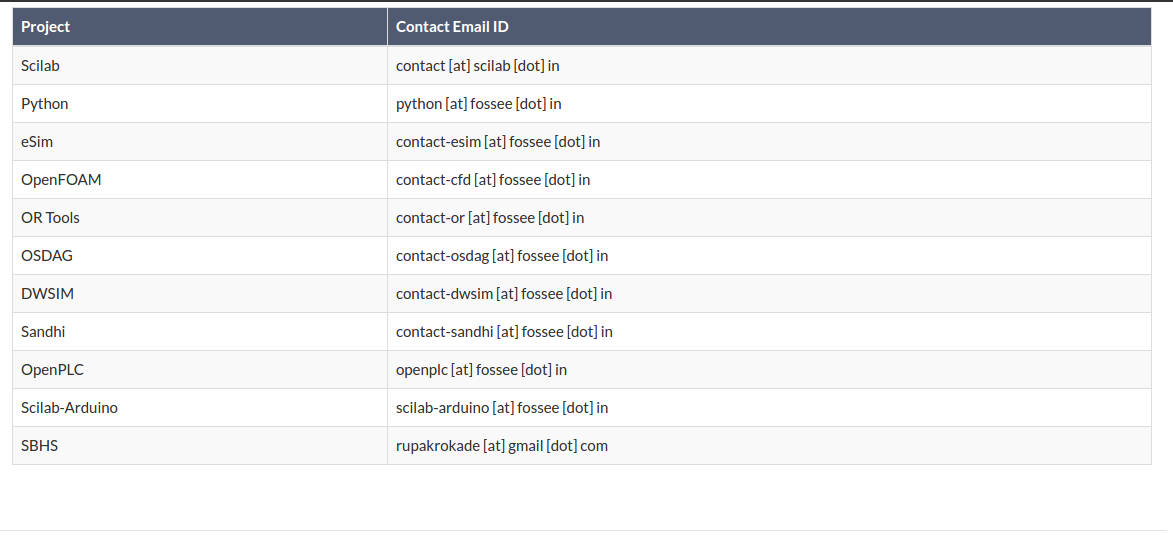 Project Contact Email ID
Scilab contact [at] scilab [dot] in
Python python [at] fossee [dot] in
eSim contact-esim [at] fossee [dot] in
OpenFOAM contact-cfd [at] fossee [dot] in
OR Tools contact-or [at] fossee [dot] in
OSDAG contact-osdag [at] fossee [dot] in
DWSIM contact-dwsim [at] fossee [dot] in
Sandhi contact-sandhi [at] fossee [dot] in
OpenPLC openplc [at] fossee [dot] in
Scilab-Arduino scilab-arduino [at] fossee [dot] in
SBHS rupakrokade [at] gmail [dot] com